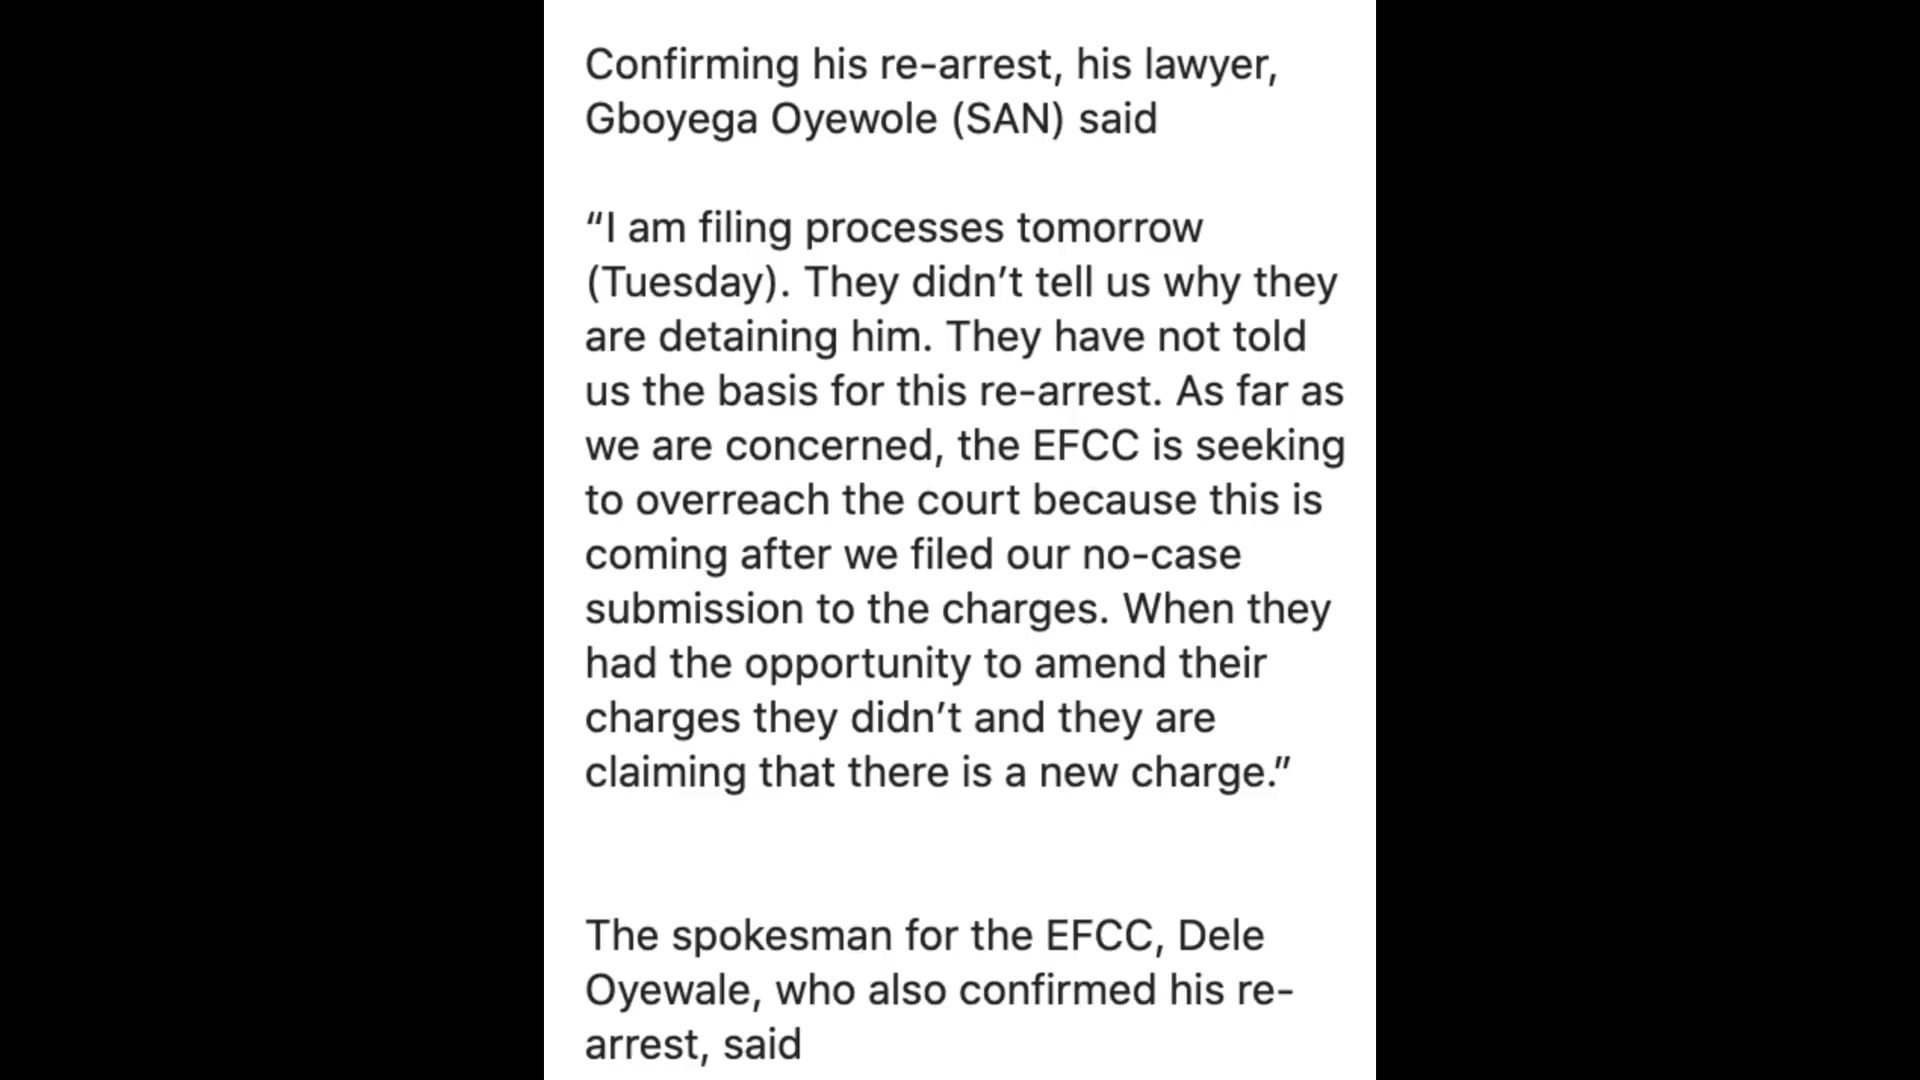 Confirming his re-arrest, his lawyer,
Gboyega Oyewole (SAN) said
“I am filing processes tomorrow
(Tuesday). They didn’t tell us why they
are detaining him. They have not told
us the basis for this re-arrest. As far as
we are concerned, the EFCC is seeking
to overreach the court because this is
coming after we filed our no-case
submission to the charges. When they
had the opportunity to amend their
charges they didn’t and they are
claiming that there is a new charge.”
The spokesman for the EFCC, Dele
Oyewale, who also confirmed his re-
arrest, said